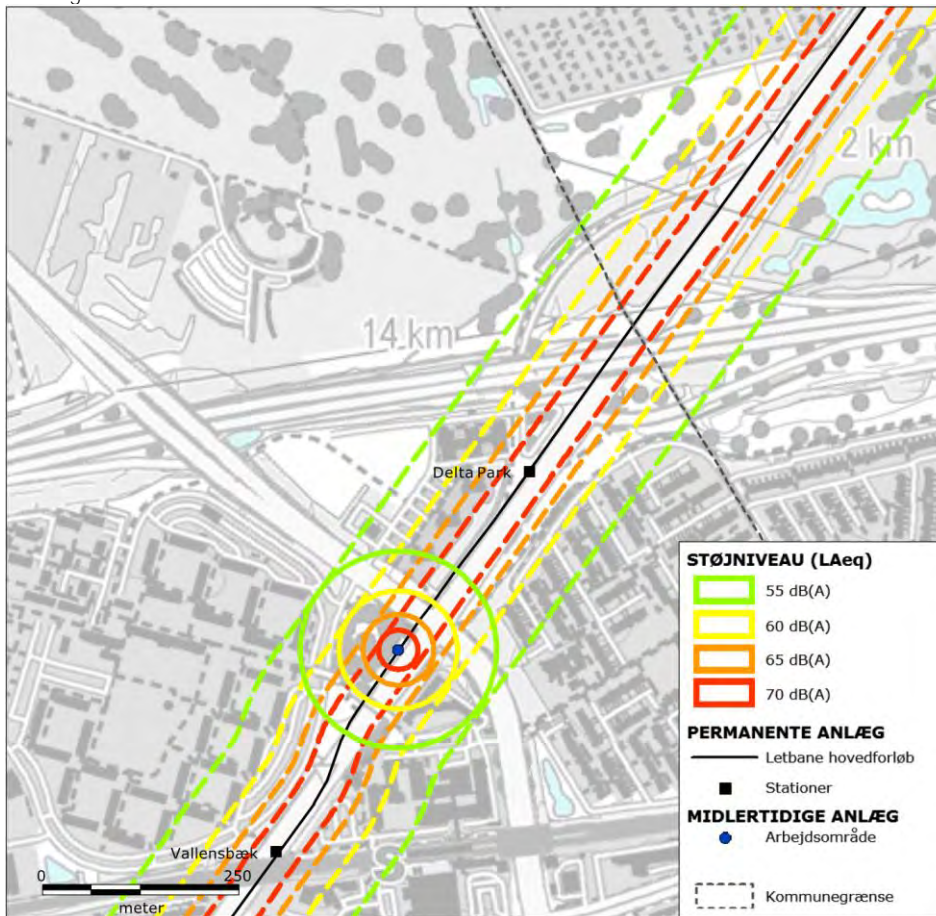 2 km
14 km
Delta Park
Vallensbæk
0 250
meter
STØJNIVEAU (LAeq)
55 dB(A)
60 dB(A)
65 dB(A)
70 dB(A)
PERMANENTE ANLÆG
Letbane hovedforløb
Stationer
MIDLERTIDIGE ANLÆG
Arbejdsområde
Kommunegrænse